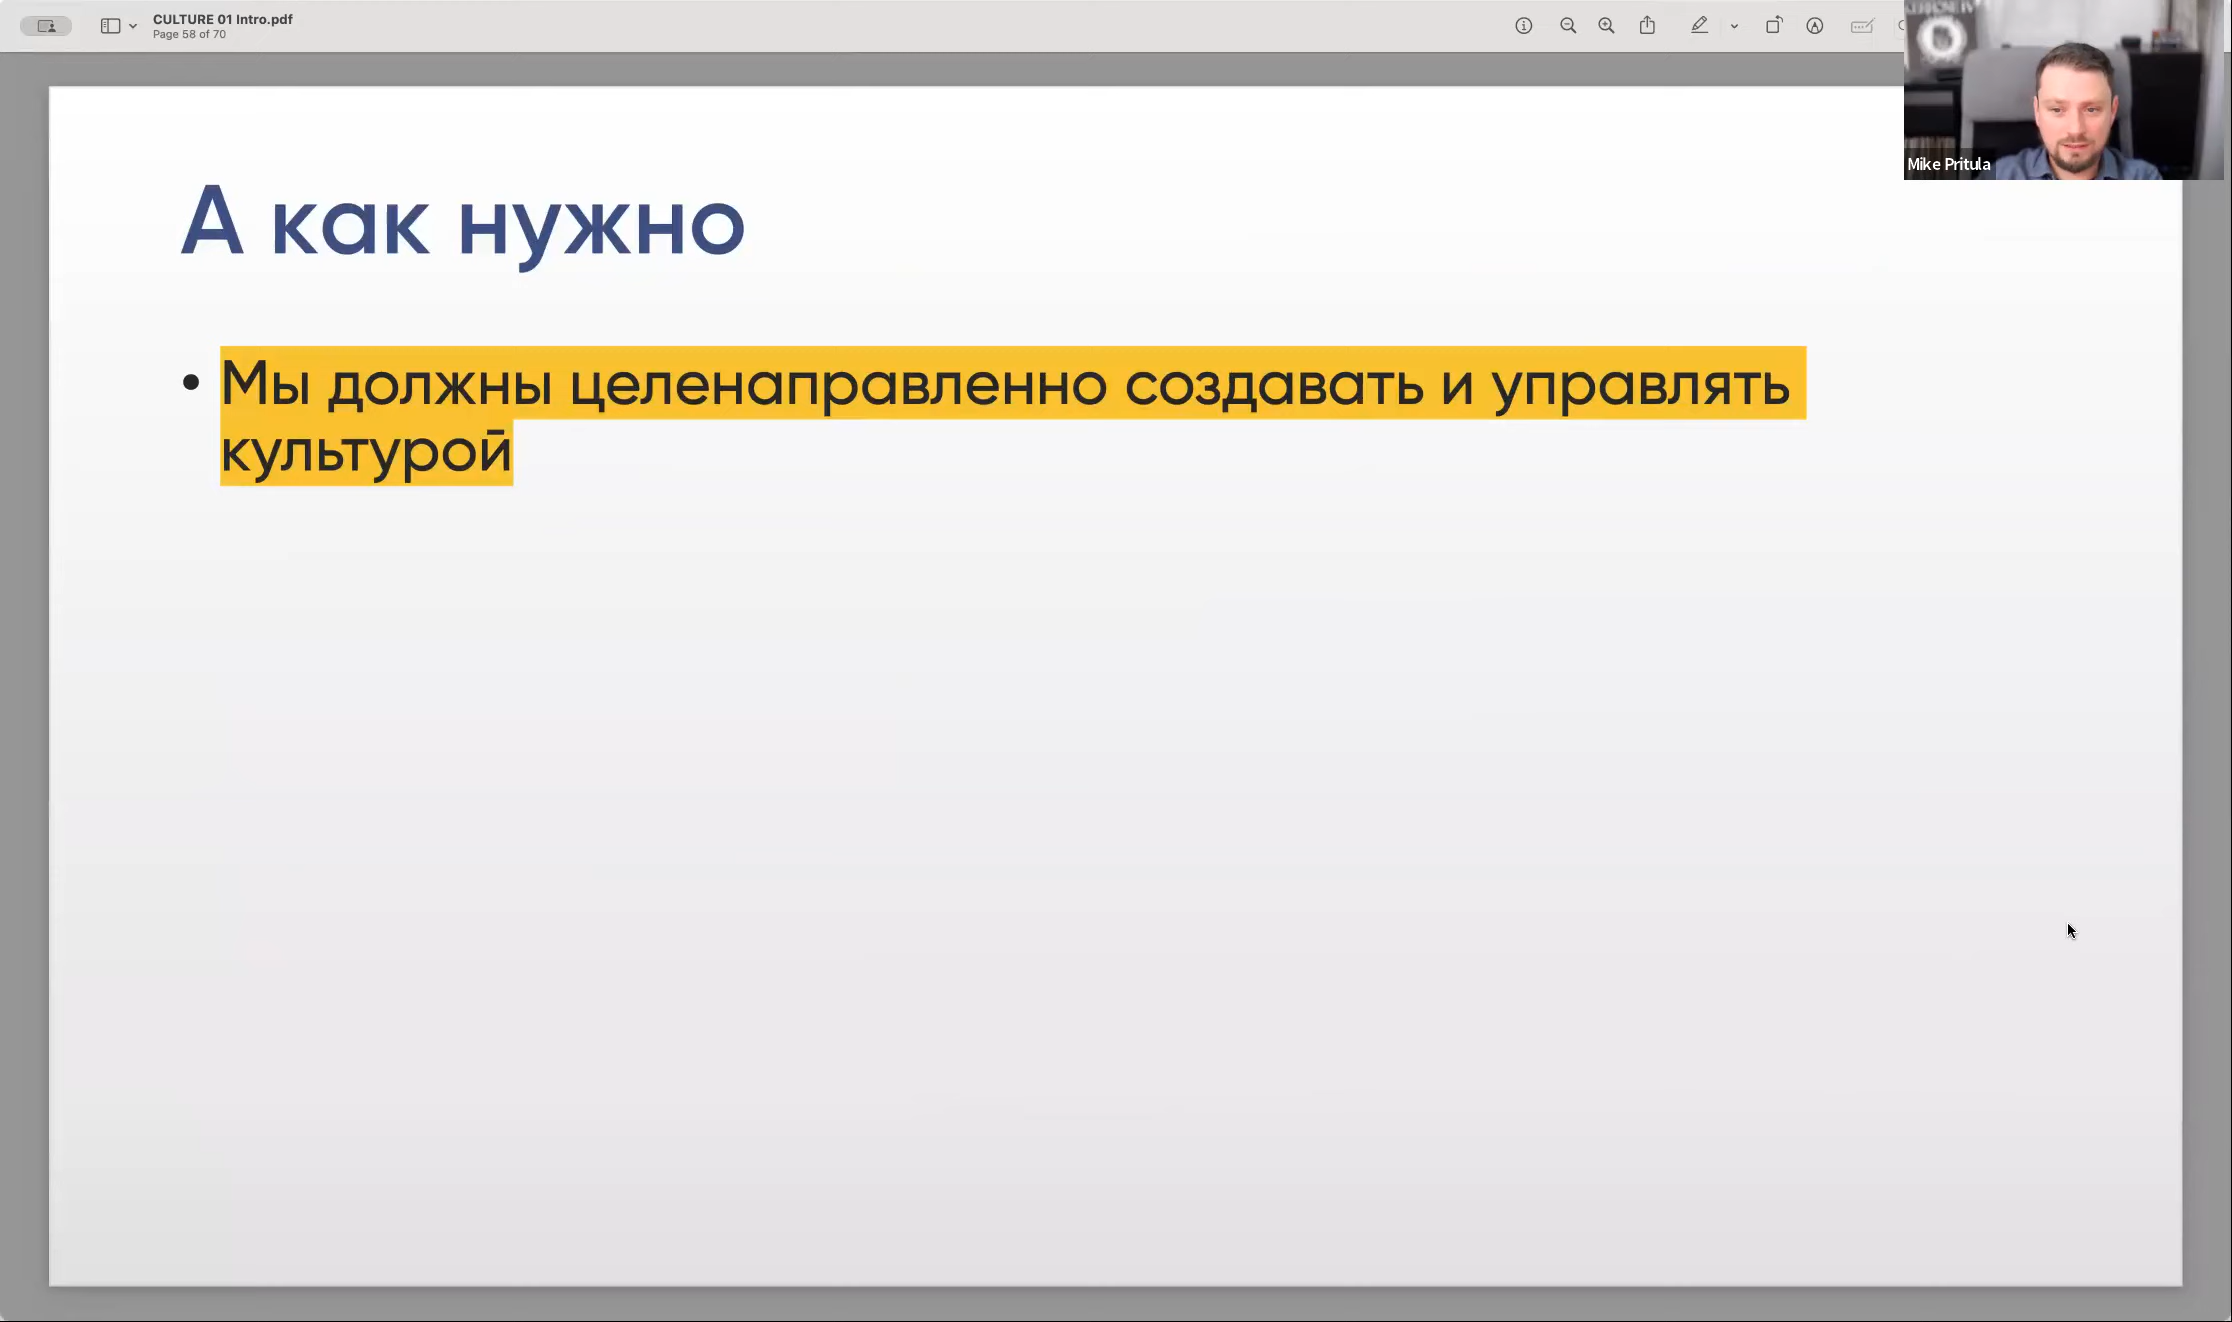 CULTURE 01 Intro.pdf
Page 58 of 70
Mike Pritula
А как нужно
• Мы должны целенаправленно создавать и управлять
культурой